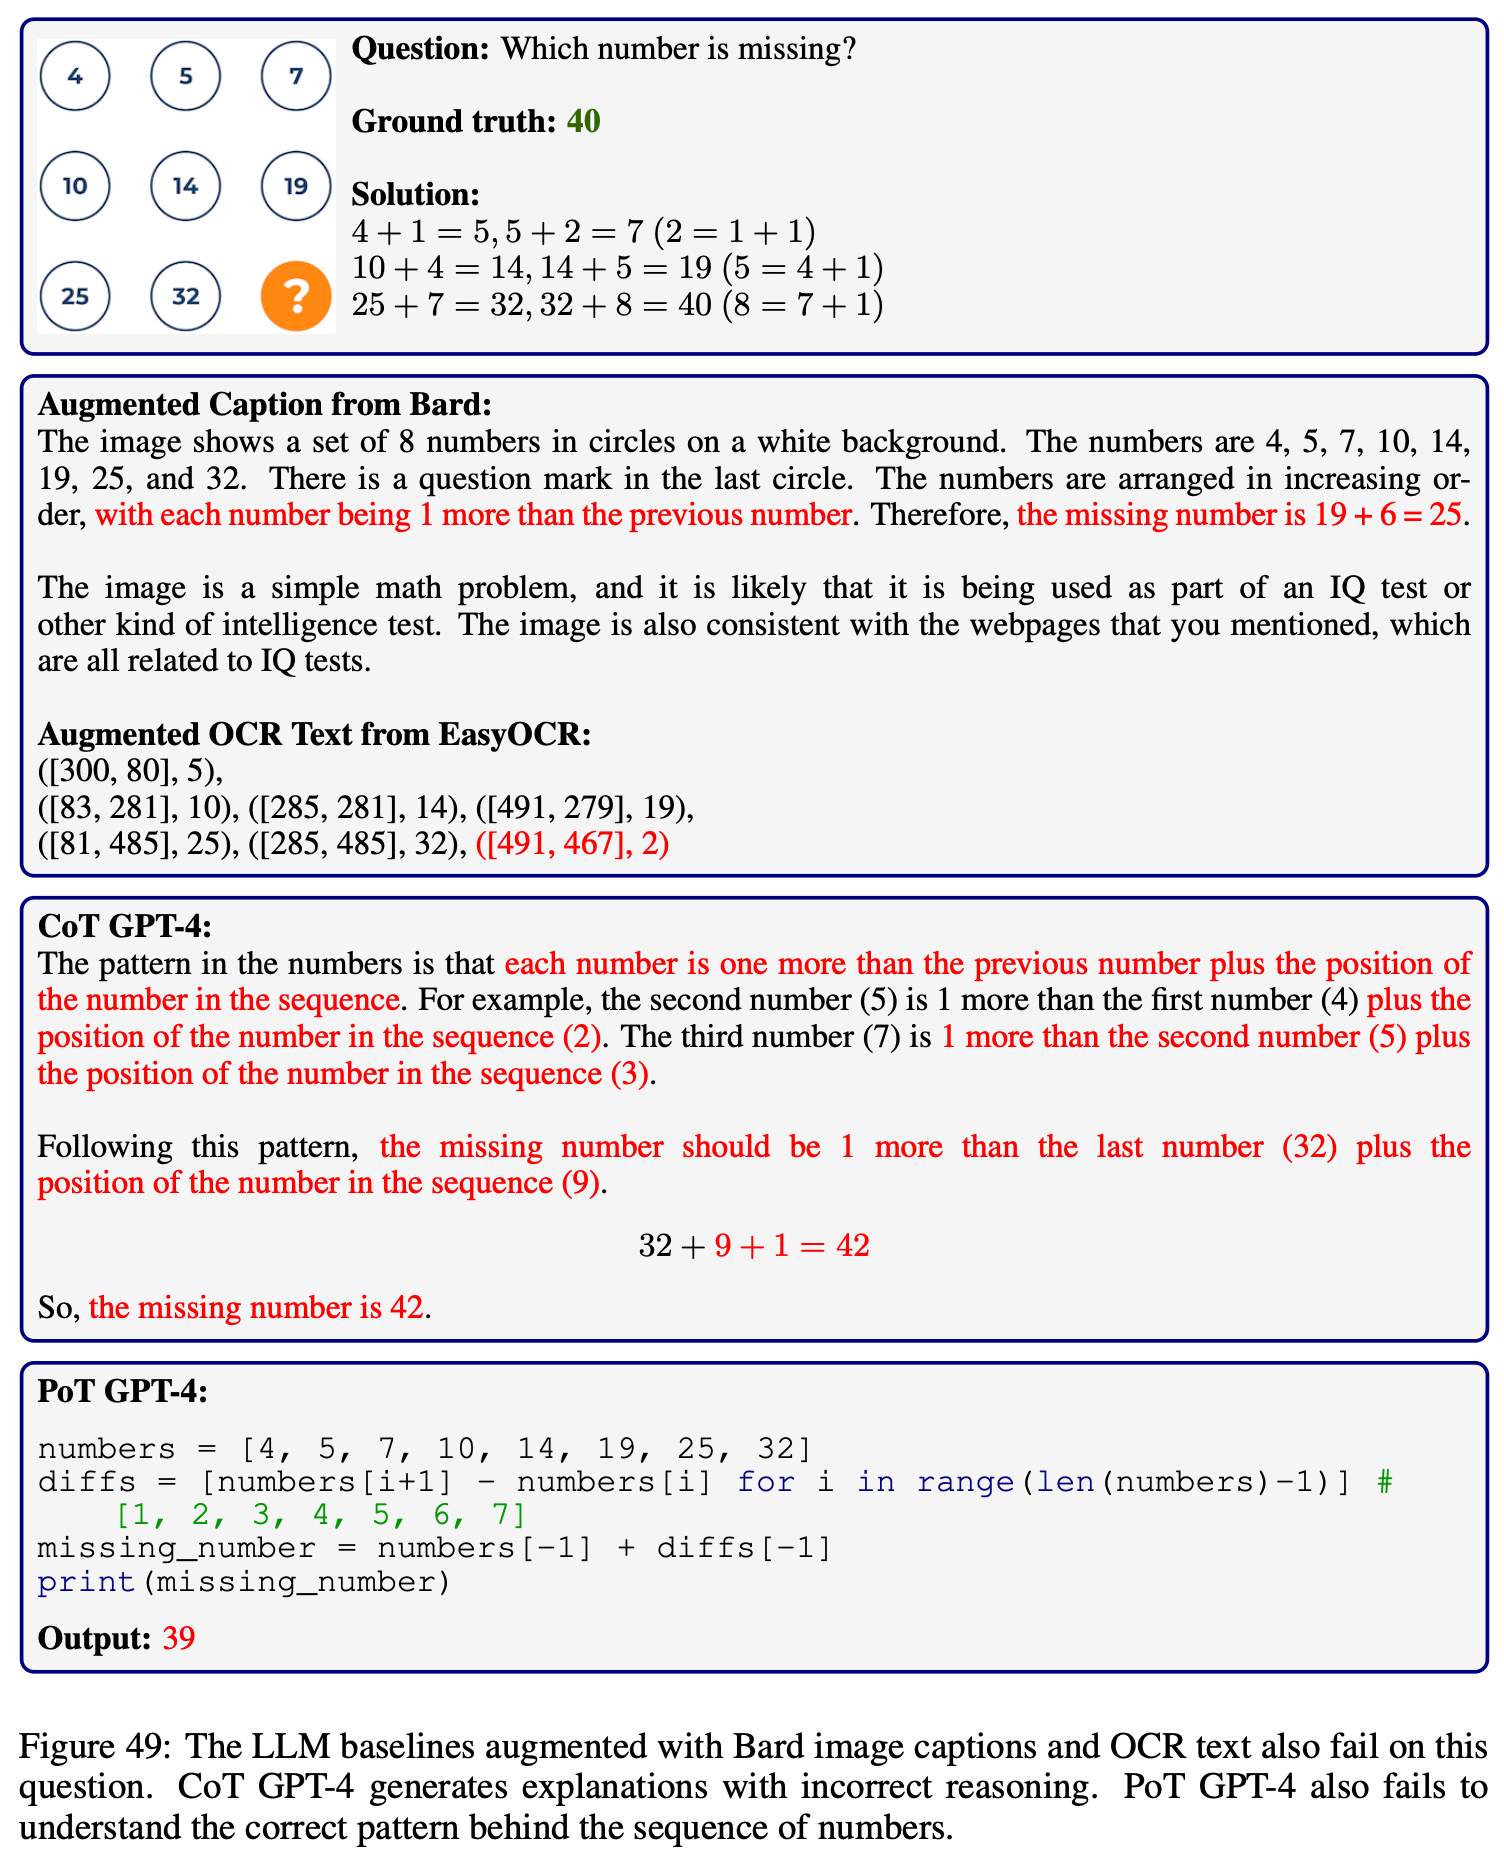 4 5 7
10 14 19
25 32 ?
Question: Which number is missing?
Ground truth: 40
Solution:
4 + 1 = 5, 5 + 2 = 7 (2 = 1 + 1)
10 + 4 = 14, 14 + 5 = 19 (5 = 4 + 1)
25 + 7 = 32, 32 + 8 = 40 (8 = 7 + 1)
Augmented Caption from Bard:
The image shows a set of 8 numbers in circles on a white background. The numbers are 4, 5, 7, 10, 14,
19, 25, and 32. There is a question mark in the last circle. The numbers are arranged in increasing or-
der, with each number being 1 more than the previous number. Therefore, the missing number is 19 + 6 = 25.
The image is a simple math problem, and it is likely that it is being used as part of an IQ test or
other kind of intelligence test. The image is also consistent with the webpages that you mentioned, which
are all related to IQ tests.
Augmented OCR Text from EasyOCR:
([300, 80], 5),
([83, 281], 10), ([285, 281], 14), ([491, 279], 19),
([81, 485], 25), ([285, 485], 32), ([491, 467], 2)
CoT GPT-4:
The pattern in the numbers is that each number is one more than the previous number plus the position of
the number in the sequence. For example, the second number (5) is 1 more than the first number (4) plus the
position of the number in the sequence (2). The third number (7) is 1 more than the second number (5) plus
the position of the number in the sequence (3).
Following this pattern, the missing number should be 1 more than the last number (32) plus the
position of the number in the sequence (9).
32 + 9 + 1 = 42
So, the missing number is 42.
PoT GPT-4:
numbers = [4, 5, 7, 10, 14, 19, 25, 32]
diffs = [numbers[i+1] - numbers[i] for i in range(len(numbers)-1)] #
[1, 2, 3, 4, 5, 6, 7]
missing_number = numbers[-1] + diffs[-1]
print(missing_number)
Output: 39
Figure 49: The LLM baselines augmented with Bard image captions and OCR text also fail on this
question. CoT GPT-4 generates explanations with incorrect reasoning. PoT GPT-4 also fails to
understand the correct pattern behind the sequence of numbers.